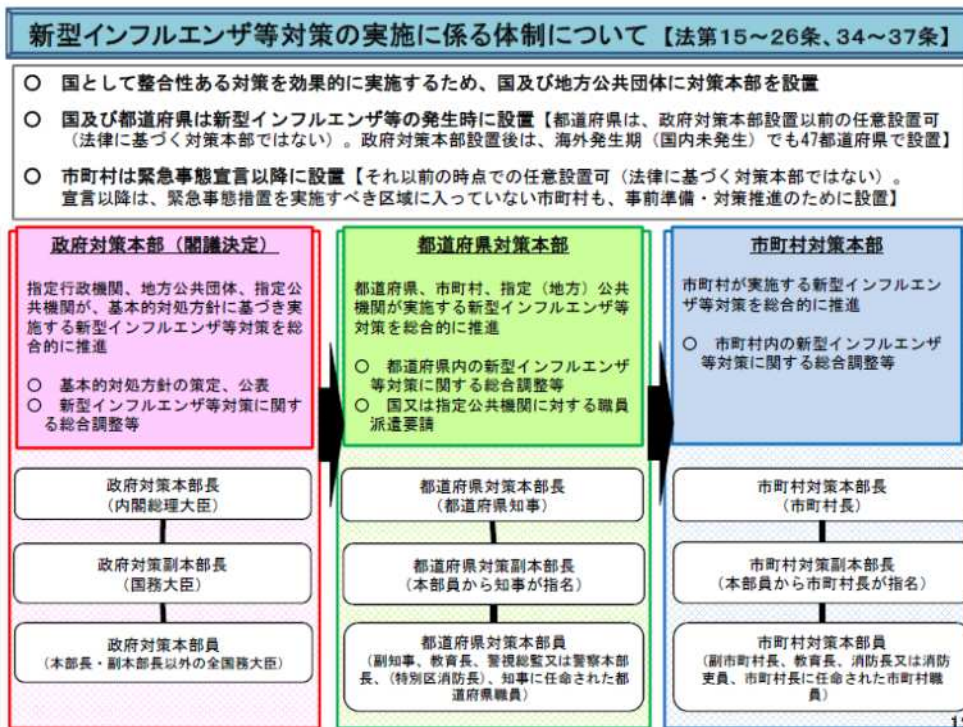 新型インフルエンザ等対策の実施に係る体制について【法第15～26条、34～37条】
○ 国として整合性ある対策を効果的に実施するため、国及び地方公共団体に対策本部を設置
○ 国及び都道府県は新型インフルエンザ等の発生時に設置【都道府県は、政府対策本部設置以前の任意設置可
（法律に基づく対策本部ではない）。政府対策本部設置後は、海外発生期（国内未発生）でも47都道府県で設置】
○ 市町村は緊急事態宣言以降に設置【それ以前の時点での任意設置可（法律に基づく対策本部ではない）。
宣言以降は、緊急事態措置を実施すべき区域に入っていない市町村も、事前準備・対策推進のために設置】
政府対策本部（閣議決定）
指定行政機関、地方公共団体、指定公
共機関が、基本的対処方針に基づき実
施する新型インフルエンザ等対策を総
合的に推進
○ 基本的対処方針の策定、公表
○ 新型インフルエンザ等対策に関す
る総合調整等
政府対策本部長
（内閣総理大臣）
政府対策副本部長
（国務大臣）
政府対策本部員
（本部長・副本部長以外の全国務大臣）
都道府県対策本部
都道府県、市町村、指定（地方）公共
機関が実施する新型インフルエンザ等
対策を総合的に推進
○ 都道府県内の新型インフルエンザ
等対策に関する総合調整等
○ 国又は指定公共機関に対する職員
派遣要請
都道府県対策本部長
（都道府県知事）
都道府県対策副本部長
（本部員から知事が指名）
都道府県対策本部員
（副知事、教育長、警視総監又は警察本部
長、（特別区消防長）、知事に任命された都
道府県職員）
市町村対策本部
市町村が実施する新型インフルエン
ザ等対策を総合的に推進
○ 市町村内の新型インフルエンザ
等対策に関する総合調整等
市町村対策本部長
（市町村長）
市町村対策副本部長
（本部員から市町村長が指名）
市町村対策本部員
（副市町村長、教育長、消防長又は消防
吏員、市町村長に任命された市町村職
員）